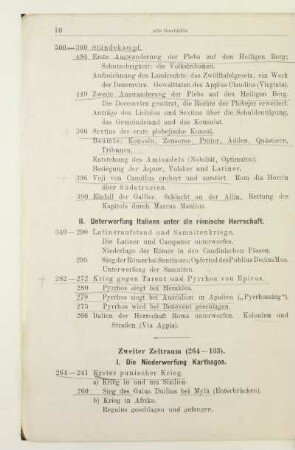 10 Alte Geschichte.
500—300 Ständekampf.
494 Erste Auswanderung der Plebs auf den Heiligen Berg;
Schutzobrigkeit: die Volkstribunen.
Aufzeichnung des Landrechts: das Zwölftafelgesetz, ein Werk
der Dezemvirn. Gewalttaten des Appius Claudius (Virginia).
449 Zweite Auswanderung der Plebs auf den Heiligen Berg.
Die Dezemvirn gestürzt, die Rechte der Plebejer erweitert.
Anträge des Licinius und Sextius über die Schuldentilgung,
das Gemeindeland und das Konsulat.
366 Sextius der erste plebejische Konsul.
Beamte: Konsuln, Zensoren, Prätor, Ädilen, Quästoren,
Tribunen.
Entstehung des Amtsadels (Nobilität, Optimaten).
Besiegung der Äquer, Volsker und Latiner.
396 Veji von Camillus erobert und zerstört. Rom die Herrin
über Südetrurien.
390 Einfall der Gallier. Schlacht an der Allia. Rettung des
Kapitols durch Marcus Manlius.
II. Unterwerfung Italiens unter die römische Herrschaft.
340—290 Latineraufstand und Samnitenkriege.
Die Latiner und Campaner unterworfen.
Niederlage der Römer in den Caudinischen Pässen.
295 Sieg der Römer bei Sentinum; Opfertod des Publius Decius Mus.
Unterwerfung der Samniten.
282—272 Krieg gegen Tarent und Pyrrhos von Epirus.
280 Pyrrhos siegt bei Heraklea.
279 Pyrrhos siegt bei Ausculum in Apulien („Pyrrhussieg“).
275 Pyrrhos wird bei Benevent geschlagen.
266 Italien der Herrschaft Roms unterworfen. Kolonien und
Straßen (Via Appia).
Zweiter Zeitraum (264—133).
I. Die Niederwerfung Karthagos.
264—241 Erster punischer Krieg.
a) Krieg in und um Sizilien.
260 Sieg des Gaius Duilius bei Mylä (Enterbrücken).
b) Krieg in Afrika.
Regulus geschlagen und gefangen.